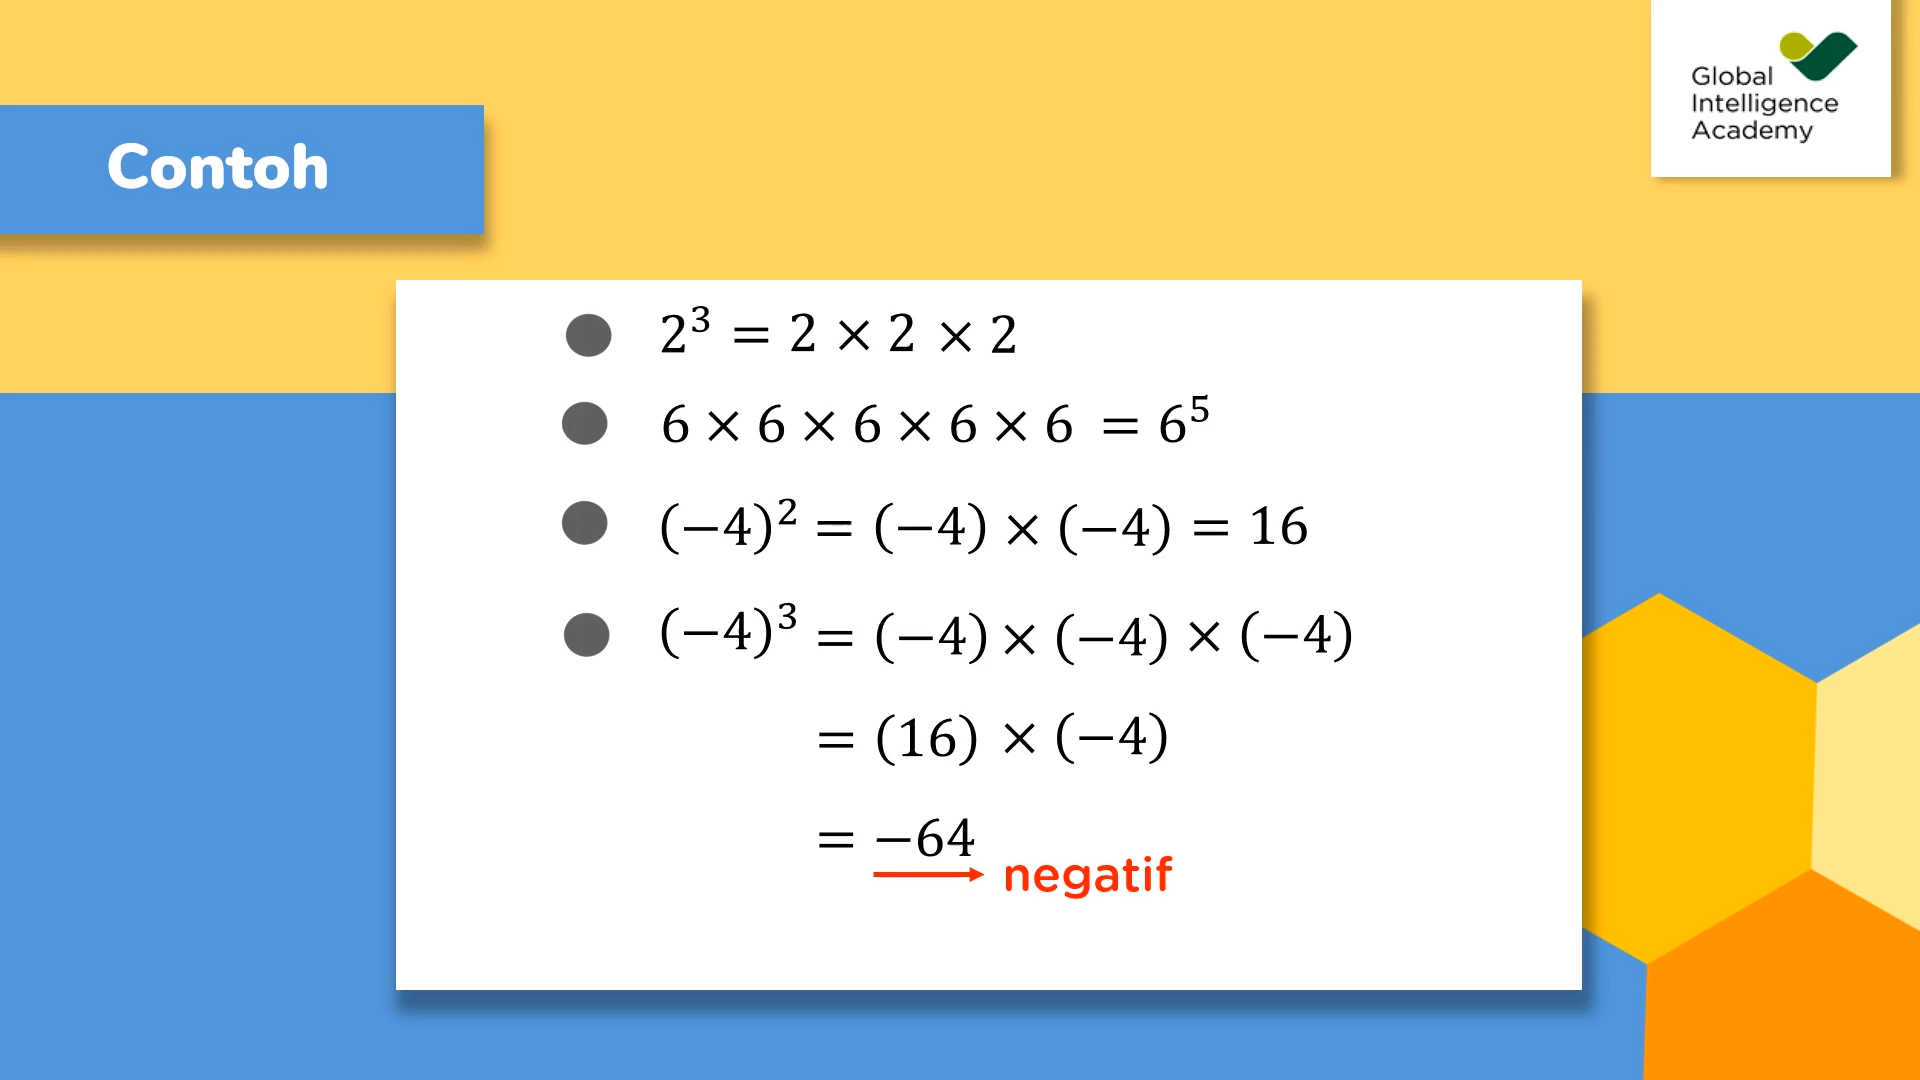 Global
Intelligence
Academy
Contoh
2³ = 2 × 2 × 2
6 × 6 × 6 × 6 × 6 = 6⁵
(−4)² = (−4) × (−4) = 16
(−4)³ = (−4) × (−4) × (−4)
= (16) × (−4)
= −64
negatif